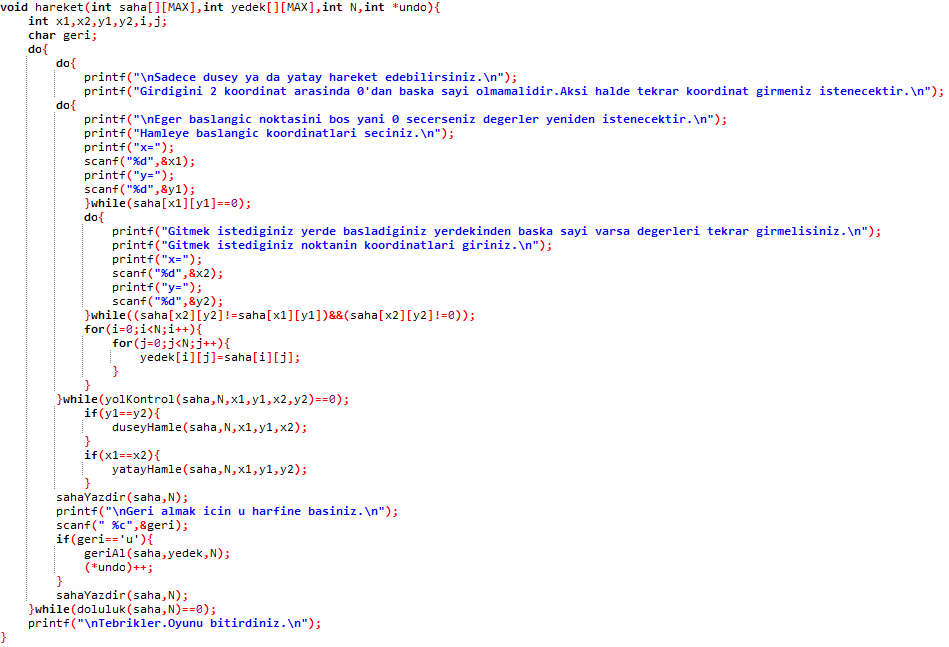 void hareket(int saha[][MAX],int yedek[][MAX],int N,int *undo){
    int x1,x2,y1,y2,i,j;
    char geri;
    do{
        do{
            printf("\nSadece dusey ya da yatay hareket edebilirsiniz.\n");
            printf("Girdigini 2 koordinat arasinda 0'dan baska sayi olmamalidir.Aksi halde tekrar koordinat girmeniz istenecektir.\n");
        do{
            printf("\nEger baslangic noktasini bos yani 0 secerseniz degerler yeniden istenecektir.\n");
            printf("Hamleye baslangic koordinatlari seciniz.\n");
            printf("x=");
            scanf("%d",&x1);
            printf("y=");
            scanf("%d",&y1);
            }while(saha[x1][y1]==0);
            do{
                printf("Gitmek istediginiz yerde basladiginiz yerdekinden baska sayi varsa degerleri tekrar girmelisiniz.\n");
                printf("Gitmek istediginiz noktanin koordinatlari giriniz.\n");
                printf("x=");
                scanf("%d",&x2);
                printf("y=");
                scanf("%d",&y2);
            }while((saha[x2][y2]!=saha[x1][y1])&&(saha[x2][y2]!=0));
            for(i=0;i<N;i++){
                for(j=0;j<N;j++){
                    yedek[i][j]=saha[i][j];
                }
            }
        }while(yolKontrol(saha,N,x1,y1,x2,y2)==0);
            if(y1==y2){
                duseyHamle(saha,N,x1,y1,x2);
            }
            if(x1==x2){
                yatayHamle(saha,N,x1,y1,y2);
            }
        sahaYazdir(saha,N);
        printf("\nGeri almak icin u harfine basiniz.\n");
        scanf(" %c",&geri);
        if(geri=='u'){
            geriAl(saha,yedek,N);
            (*undo)++;
        }
        sahaYazdir(saha,N);
    }while(doluluk(saha,N)==0);
    printf("\nTebrikler.Oyunu bitirdiniz.\n");
}